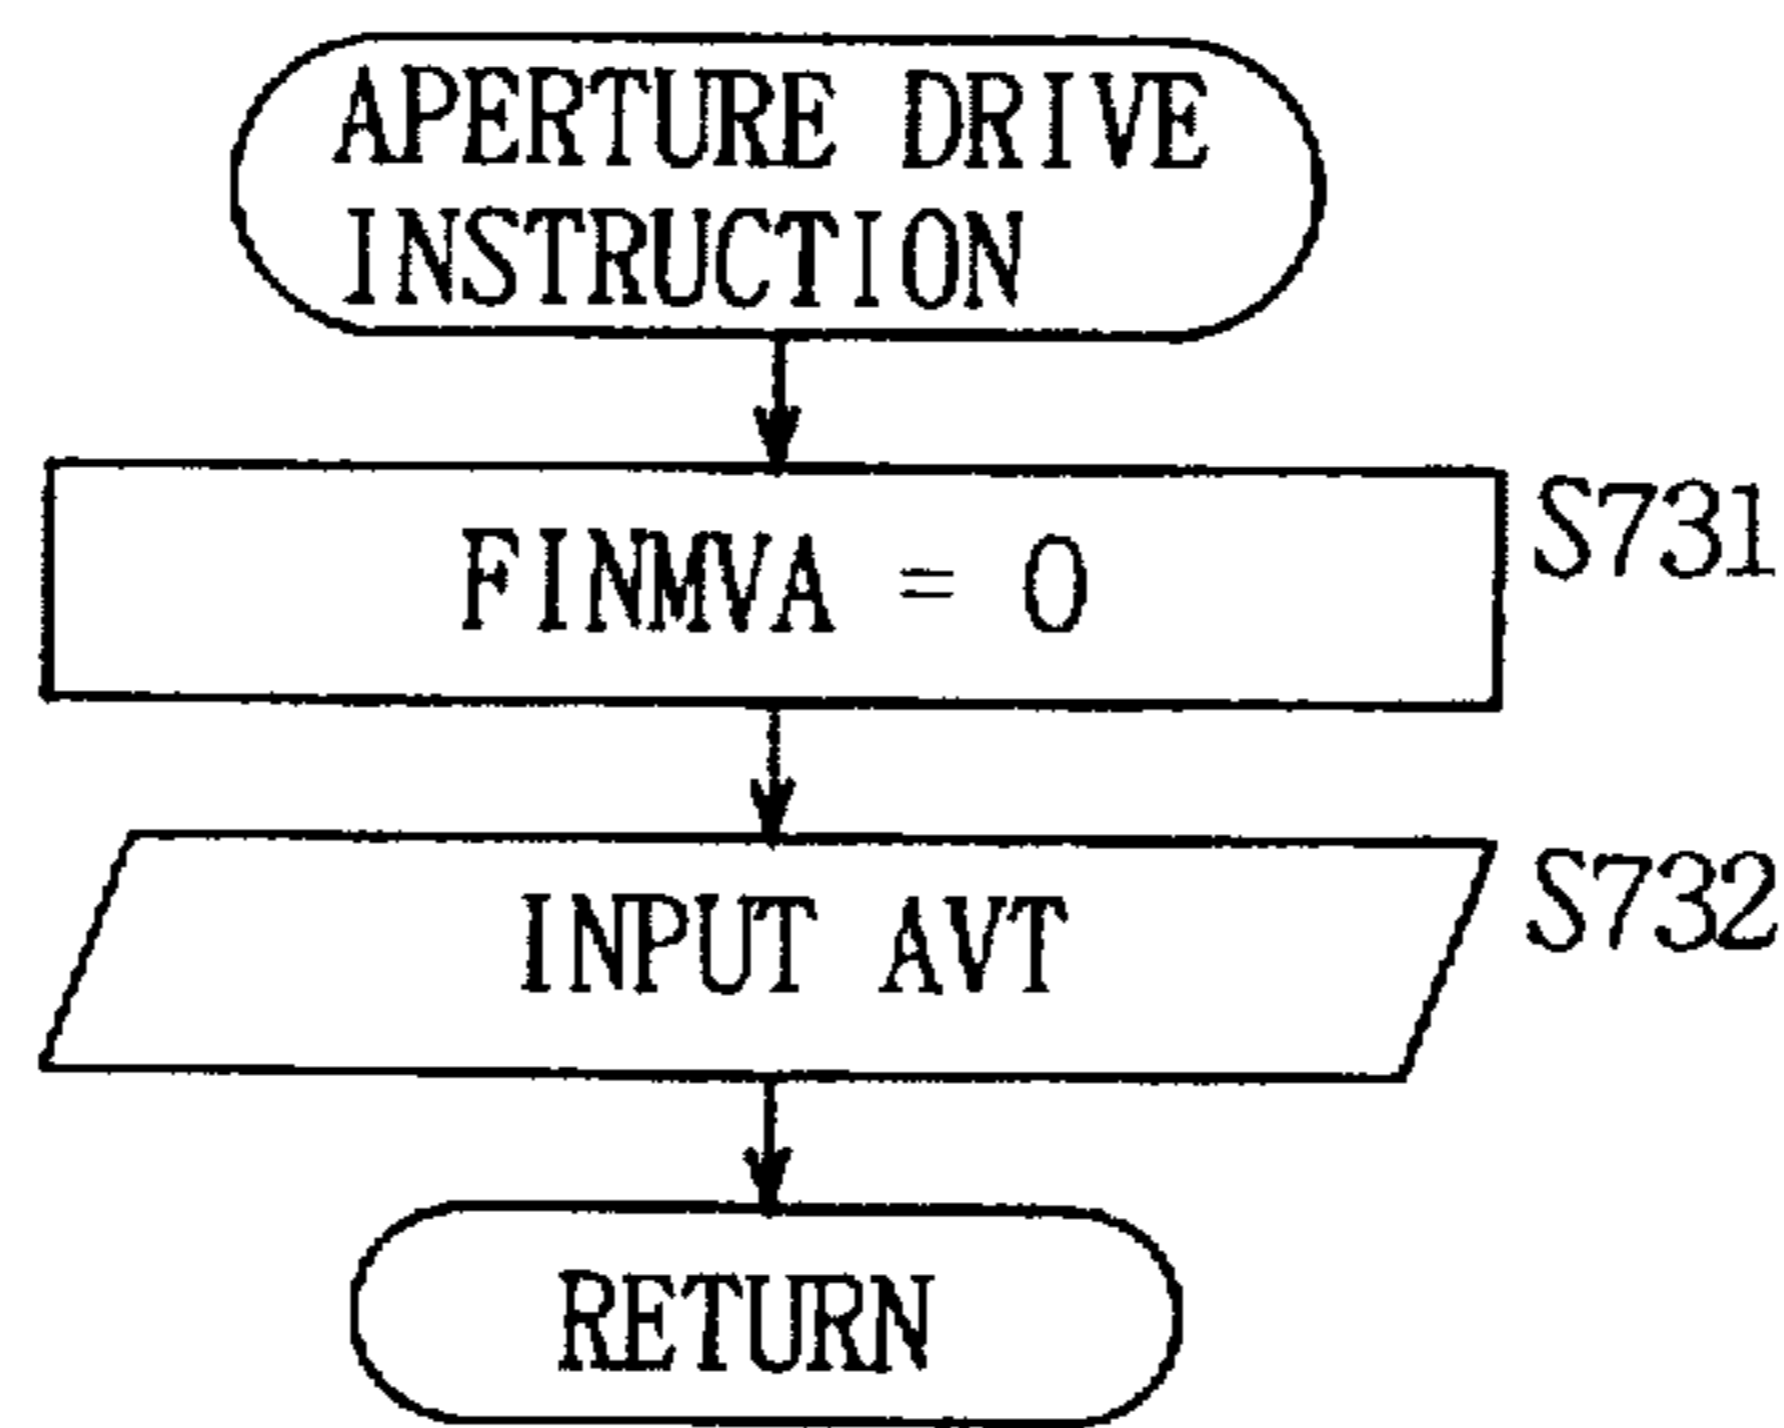 APERTURE DRIVE
INSTRUCTION
FINMVA = 0
S731
INPUT AVT
S732
RETURN